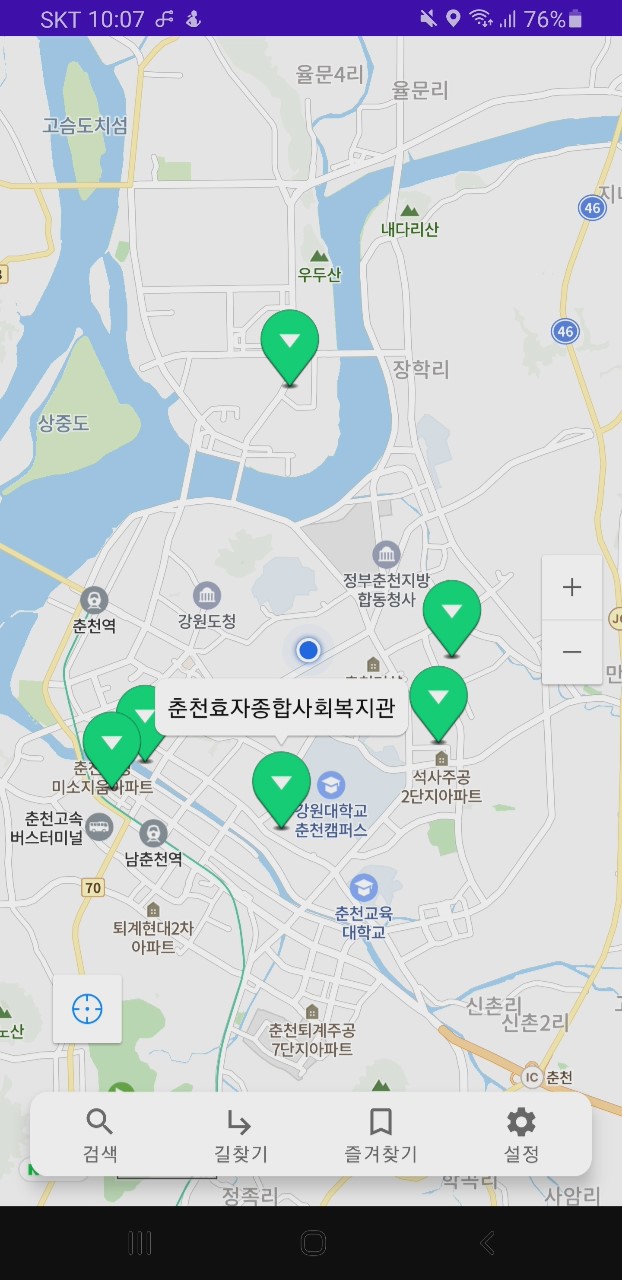 SKT 10:07
76%
율문4리
율문리
고슴도치섬
46
내다리산
우두산
46
장학리
상중도
정부춘천지방
합동청사
강원도청
춘천역
춘천효자종합사회복지관
미소지움아파트
석사주공
2단지아파트
강원대학교
춘천캠퍼스
춘천고속
버스터미널
남춘천역
70
춘천교육
대학교
퇴계현대2차
아파트
신촌리
신촌2리
춘천퇴계주공
7단지아파트
IC 춘천
검색
길찾기
즐겨찾기
설정
정족리
학곡리
사암리